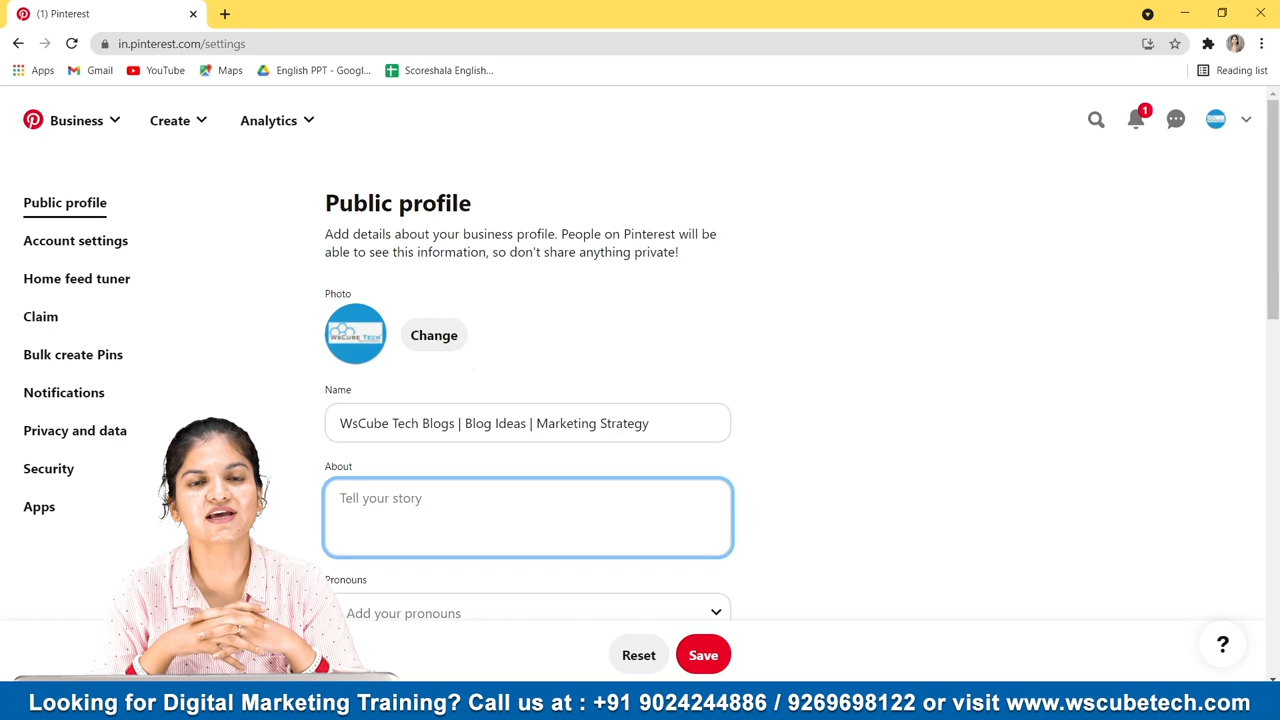 (1) Pinterest
in.pinterest.com/settings
Apps
Gmail
YouTube
Maps
English PPT - Googl...
Scoreshala English...
Reading list
Business
Create
Analytics
1
Public profile
Account settings
Home feed tuner
Claim
Bulk create Pins
Notifications
Privacy and data
Security
Apps
Public profile
Add details about your business profile. People on Pinterest will be
able to see this information, so don't share anything private!
Photo
WSCUBE TECH
Change
Name
WsCube Tech Blogs | Blog Ideas | Marketing Strategy
About
Tell your story
Pronouns
Add your pronouns
Reset
Save
?
Looking for Digital Marketing Training? Call us at : +91 9024244886 / 9269698122 or visit www.wscubetech.com